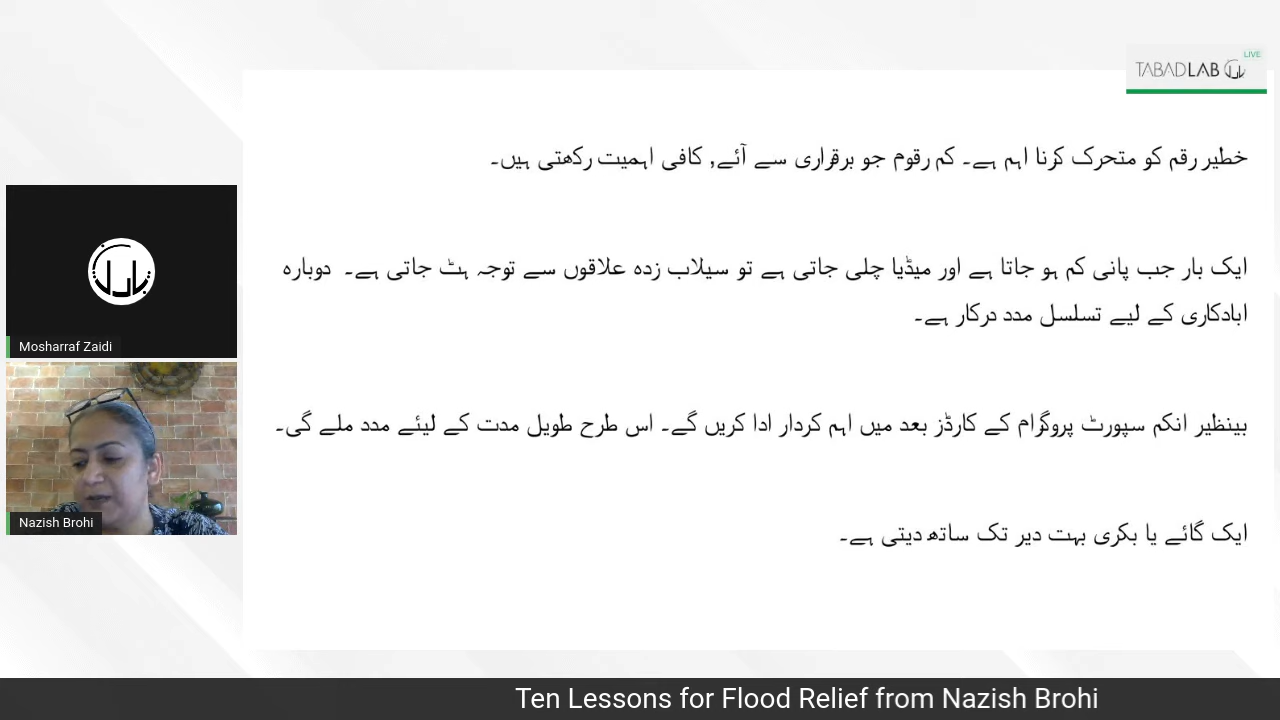 LIVE
TABADLAB
خطیر رقم کو متحرک کرنا اہم ہے۔ کم رقوم جو برقراری سے آئے, کافی اہمیت رکھتی ہیں۔
ایک بار جب پانی کم ہو جاتا ہے اور میڈیا چلی جاتی ہے تو سیلاب زدہ علاقوں سے توجہ ہٹ جاتی ہے۔ دوبارہ
ابادکاری کے لیے تسلسل مدد درکار ہے۔
بینظیر انکم سپورٹ پروگرام کے کارڈز بعد میں اہم کردار ادا کریں گے۔ اس طرح طویل مدت کے لیئے مدد ملے گی۔
ایک گائے یا بکری بہت دیر تک ساتھ دیتی ہے۔
Mosharraf Zaidi
Nazish Brohi
Ten Lessons for Flood Relief from Nazish Brohi